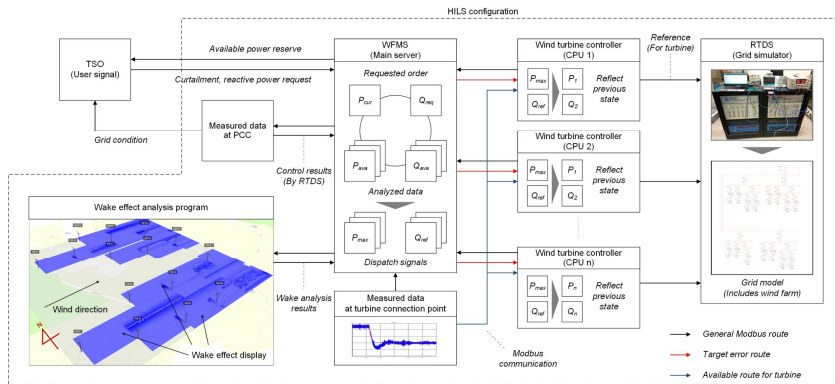 HILS configuration
TSO
(User signal)
Available power reserve
Curtailment, reactive power request
Grid condition
Measured data
at PCC
Control results
(By RTDS)
WFMS
(Main server)
Requested order
Pcur
Qreq
Pava
Qava
Analyzed data
Pmax
Qref
Dispatch signals
Wind turbine controller
(CPU 1)
Pmax
P1
Qref
Q2
Reflect
previous
state
Wind turbine controller
(CPU 2)
Pmax
P1
Qref
Q2
Reflect
previous
state
Wind turbine controller
(CPU n)
Pmax
Pn
Qref
Qn
Reflect
previous
state
Reference
(For turbine)
RTDS
(Grid simulator)
Grid model
(Includes wind farm)
Wake effect analysis program
Wind direction
Wake effect display
N
Wake analysis
results
Measured data
at turbine connection point
Modbus
communication
General Modbus route
Target error route
Available route for turbine